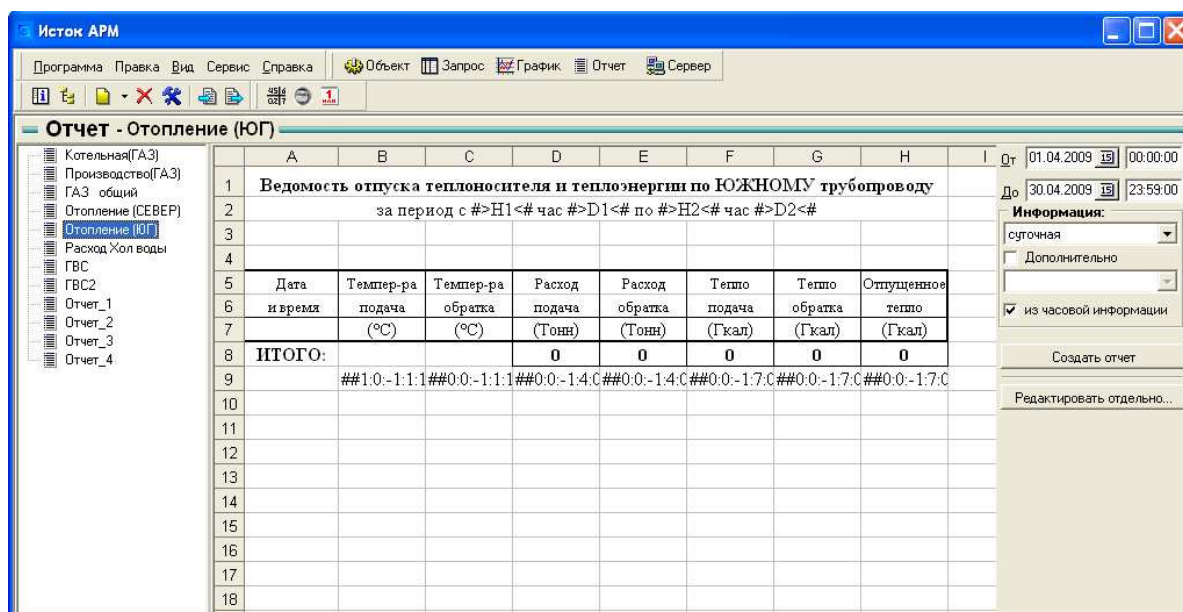 Исток АРМ
Программа Правка Вид Сервис Справка Объект Запрос График Отчет Сервер
Отчет - Отопление (ЮГ)
Котельная(ГАЗ)
Производство(ГАЗ)
ГАЗ общий
Отопление (СЕВЕР)
Отопление (ЮГ)
Расход Хол воды
ГВС
ГВС2
Отчет_1
Отчет_2
Отчет_3
Отчет_4
A B C D E F G H I
1 Ведомость отпуска теплоносителя и теплоэнергии по ЮЖНОМУ трубопроводу
2 за период с #>H1<# час #>D1<# по #>H2<# час #>D2<#
3
4
5 Дата Темпер-ра Темпер-ра Расход Расход Тепло Тепло Отпущенное
6 и время подача обратка подача обратка подача обратка тепло
7 (°C) (°C) (Тонн) (Тонн) (Гкал) (Гкал) (Гкал)
8 ИТОГО: 0 0 0 0 0
9 ##1:0:-1:1:1 ##0:0:-1:1:1 ##0:0:-1:4:0 ##0:0:-1:4:0 ##0:0:-1:7:0 ##0:0:-1:7:0 ##0:0:-1:7:0
10
11
12
13
14
15
16
17
18
От 01.04.2009 15 00:00:00
До 30.04.2009 15 23:59:00
Информация:
суточная
Дополнительно
из часовой информации
Создать отчет
Редактировать отдельно...